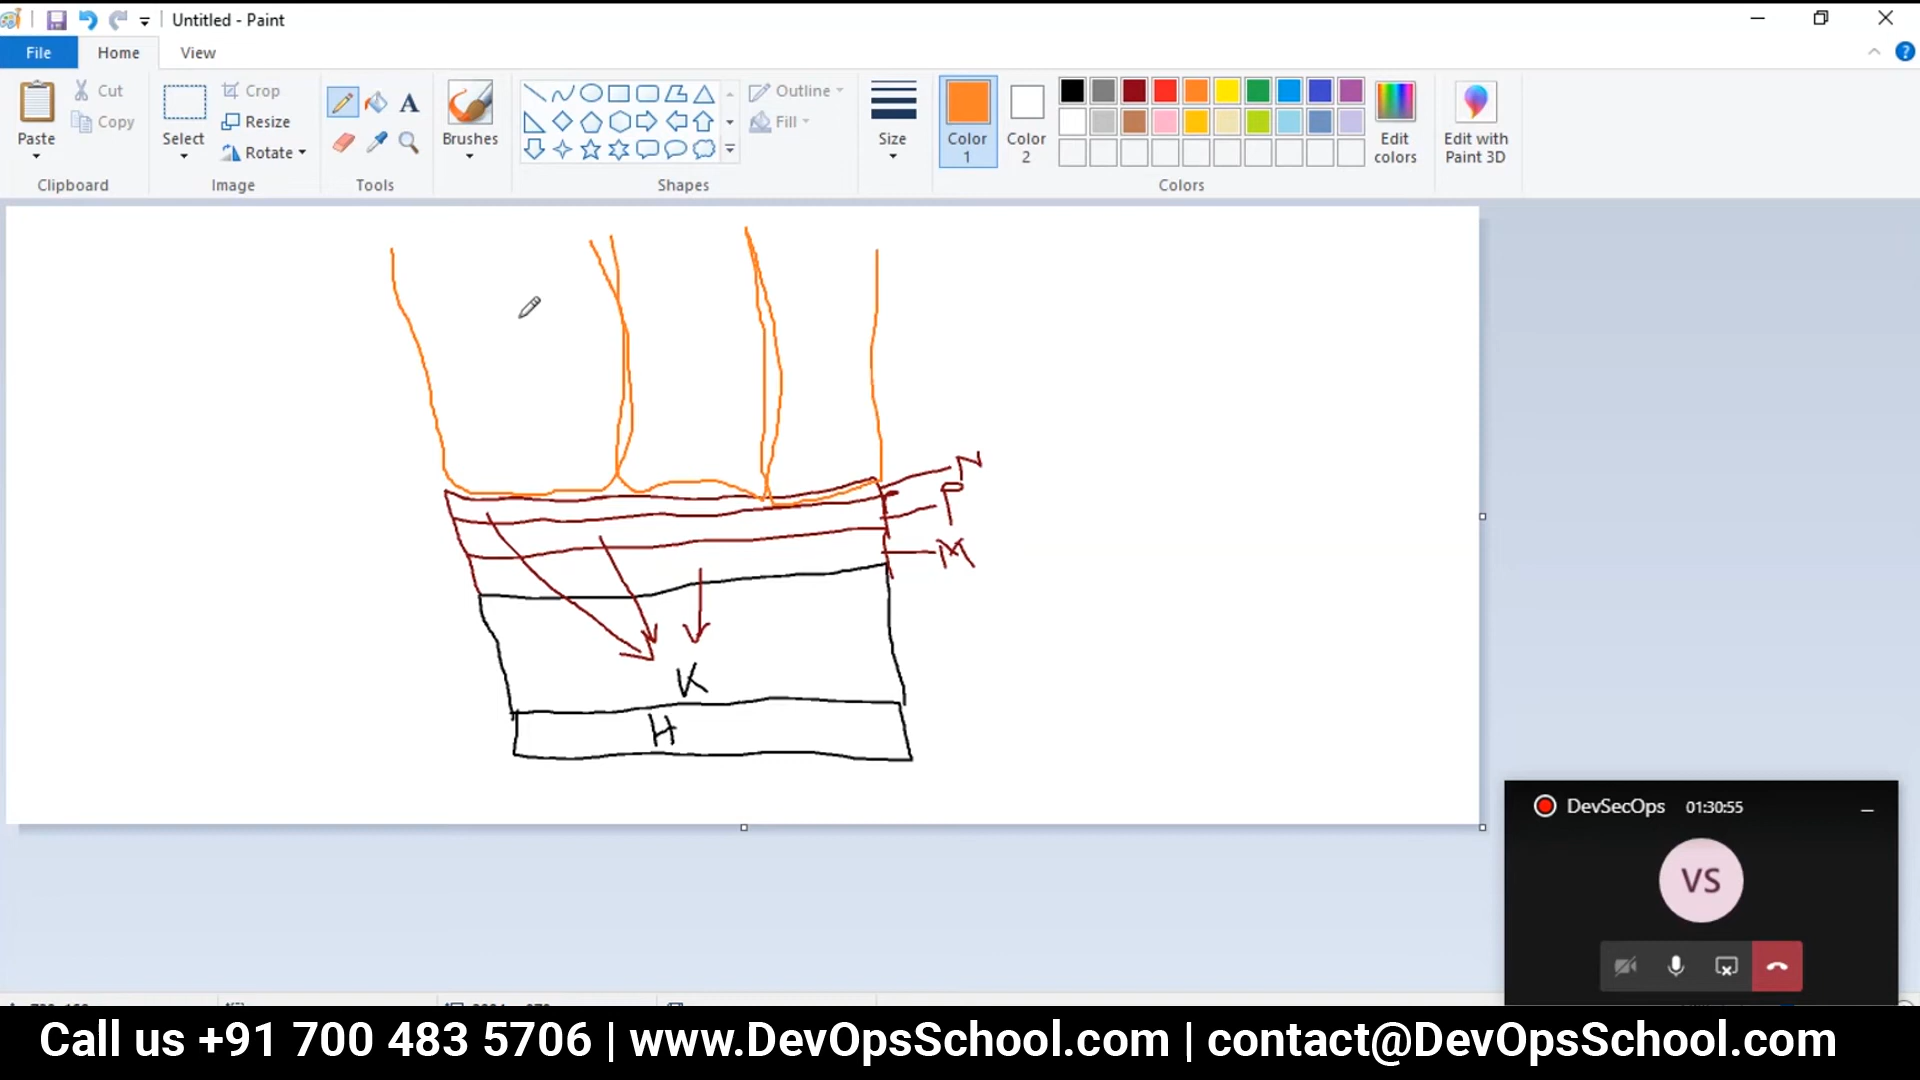 Untitled - Paint
File Home View
Paste
Cut
Copy
Clipboard
Select
Crop
Resize
Rotate
Image
Tools
A
Brushes
Outline
Fill
Shapes
Size
Color 1
Color 2
Edit colors
Colors
Edit with Paint 3D
N
P
M
K
H
DevSecOps 01:30:55
VS
Call us +91 700 483 5706 | www.DevOpsSchool.com | contact@DevOpsSchool.com